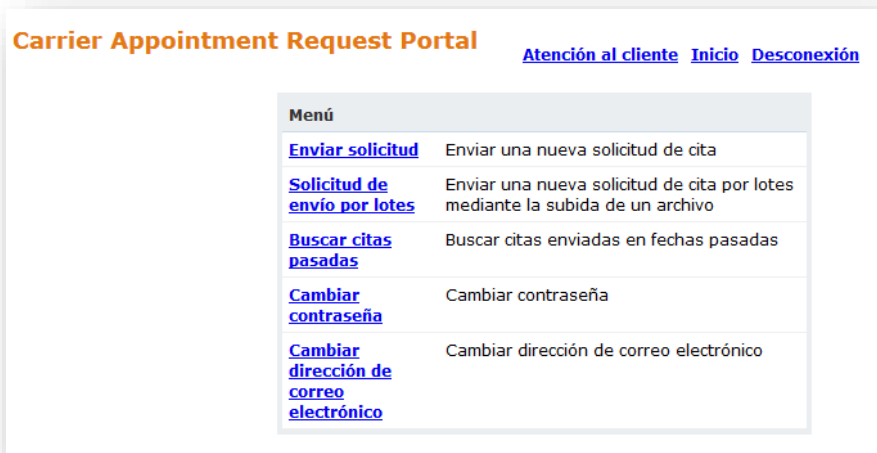 Carrier Appointment Request Portal
Atención al cliente Inicio Desconexión
Menú
Enviar solicitud Enviar una nueva solicitud de cita
Solicitud de Enviar una nueva solicitud de cita por lotes
envío por lotes mediante la subida de un archivo
Buscar citas Buscar citas enviadas en fechas pasadas
pasadas
Cambiar Cambiar contraseña
contraseña
Cambiar Cambiar dirección de correo electrónico
dirección de
correo
electrónico